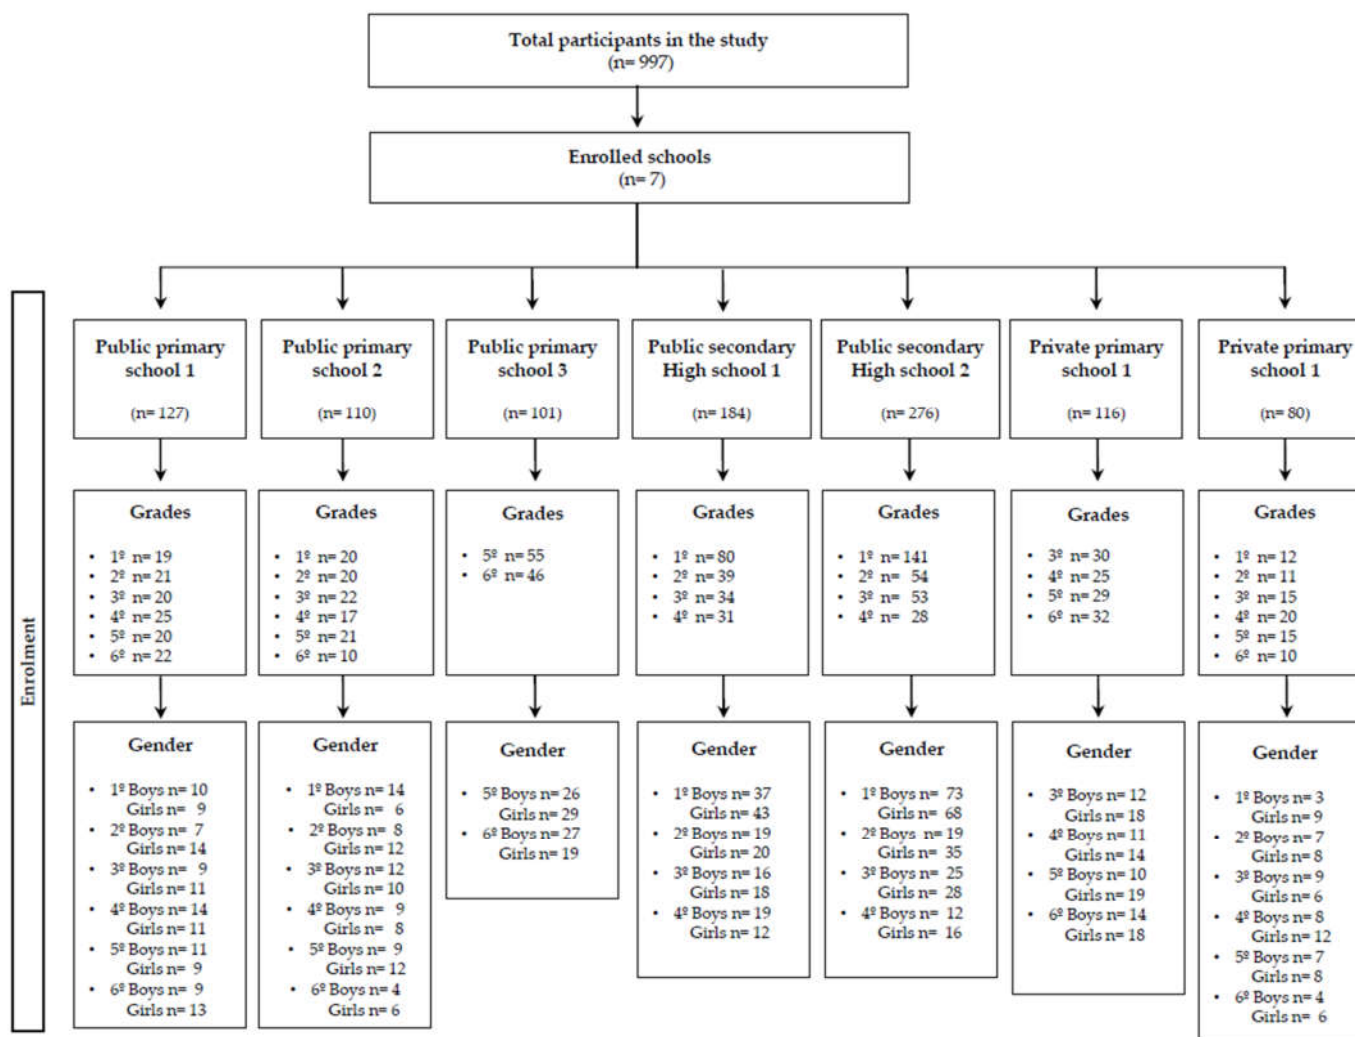 Total participants in the study
(n= 997)
Enrolled schools
(n= 7)
Enrolment
Public primary
school 1
(n= 127)
Public primary
school 2
(n= 110)
Public primary
school 3
(n= 101)
Public secondary
High school 1
(n= 184)
Public secondary
High school 2
(n= 276)
Private primary
school 1
(n= 116)
Private primary
school 1
(n= 80)
Grades
• 1º n= 19
• 2º n= 21
• 3º n= 20
• 4º n= 25
• 5º n= 20
• 6º n= 22
Grades
• 1º n= 20
• 2º n= 20
• 3º n= 22
• 4º n= 17
• 5º n= 21
• 6º n= 10
Grades
• 5º n= 55
• 6º n= 46
Grades
• 1º n= 80
• 2º n= 39
• 3º n= 34
• 4º n= 31
Grades
• 1º n= 141
• 2º n= 54
• 3º n= 53
• 4º n= 28
Grades
• 3º n= 30
• 4º n= 25
• 5º n= 29
• 6º n= 32
Grades
• 1º n= 12
• 2º n= 11
• 3º n= 15
• 4º n= 20
• 5º n= 15
• 6º n= 10
Gender
• 1º Boys n= 10
Girls n= 9
• 2º Boys n= 7
Girls n= 14
• 3º Boys n= 9
Girls n= 11
• 4º Boys n= 14
Girls n= 11
• 5º Boys n= 11
Girls n= 9
• 6º Boys n= 9
Girls n= 13
Gender
• 1º Boys n= 14
Girls n= 6
• 2º Boys n= 8
Girls n= 12
• 3º Boys n= 12
Girls n= 10
• 4º Boys n= 9
Girls n= 8
• 5º Boys n= 9
Girls n= 12
• 6º Boys n= 4
Girls n= 6
Gender
• 5º Boys n= 26
Girls n= 29
• 6º Boys n= 27
Girls n= 19
Gender
• 1º Boys n= 37
Girls n= 43
• 2º Boys n= 19
Girls n= 20
• 3º Boys n= 16
Girls n= 18
• 4º Boys n= 19
Girls n= 12
Gender
• 1º Boys n= 73
Girls n= 68
• 2º Boys n= 19
Girls n= 35
• 3º Boys n= 25
Girls n= 28
• 4º Boys n= 12
Girls n= 16
Gender
• 3º Boys n= 12
Girls n= 18
• 4º Boys n= 11
Girls n= 14
• 5º Boys n= 10
Girls n= 19
• 6º Boys n= 14
Girls n= 18
Gender
• 1º Boys n= 3
Girls n= 9
• 2º Boys n= 7
Girls n= 8
• 3º Boys n= 9
Girls n= 6
• 4º Boys n= 8
Girls n= 12
• 5º Boys n= 7
Girls n= 8
• 6º Boys n= 4
Girls n= 6